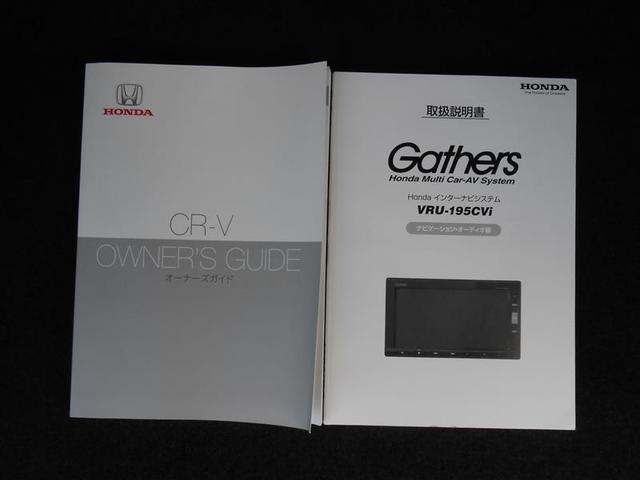 HONDA
CR-V
OWNER'S GUIDE
オーナーズガイド
HONDA
The Power of Dreams
取扱説明書
Gathers
Honda Multi Car-AV System
Honda インターナビシステム
VRU-195CVi
ナビゲーション・オーディオ編